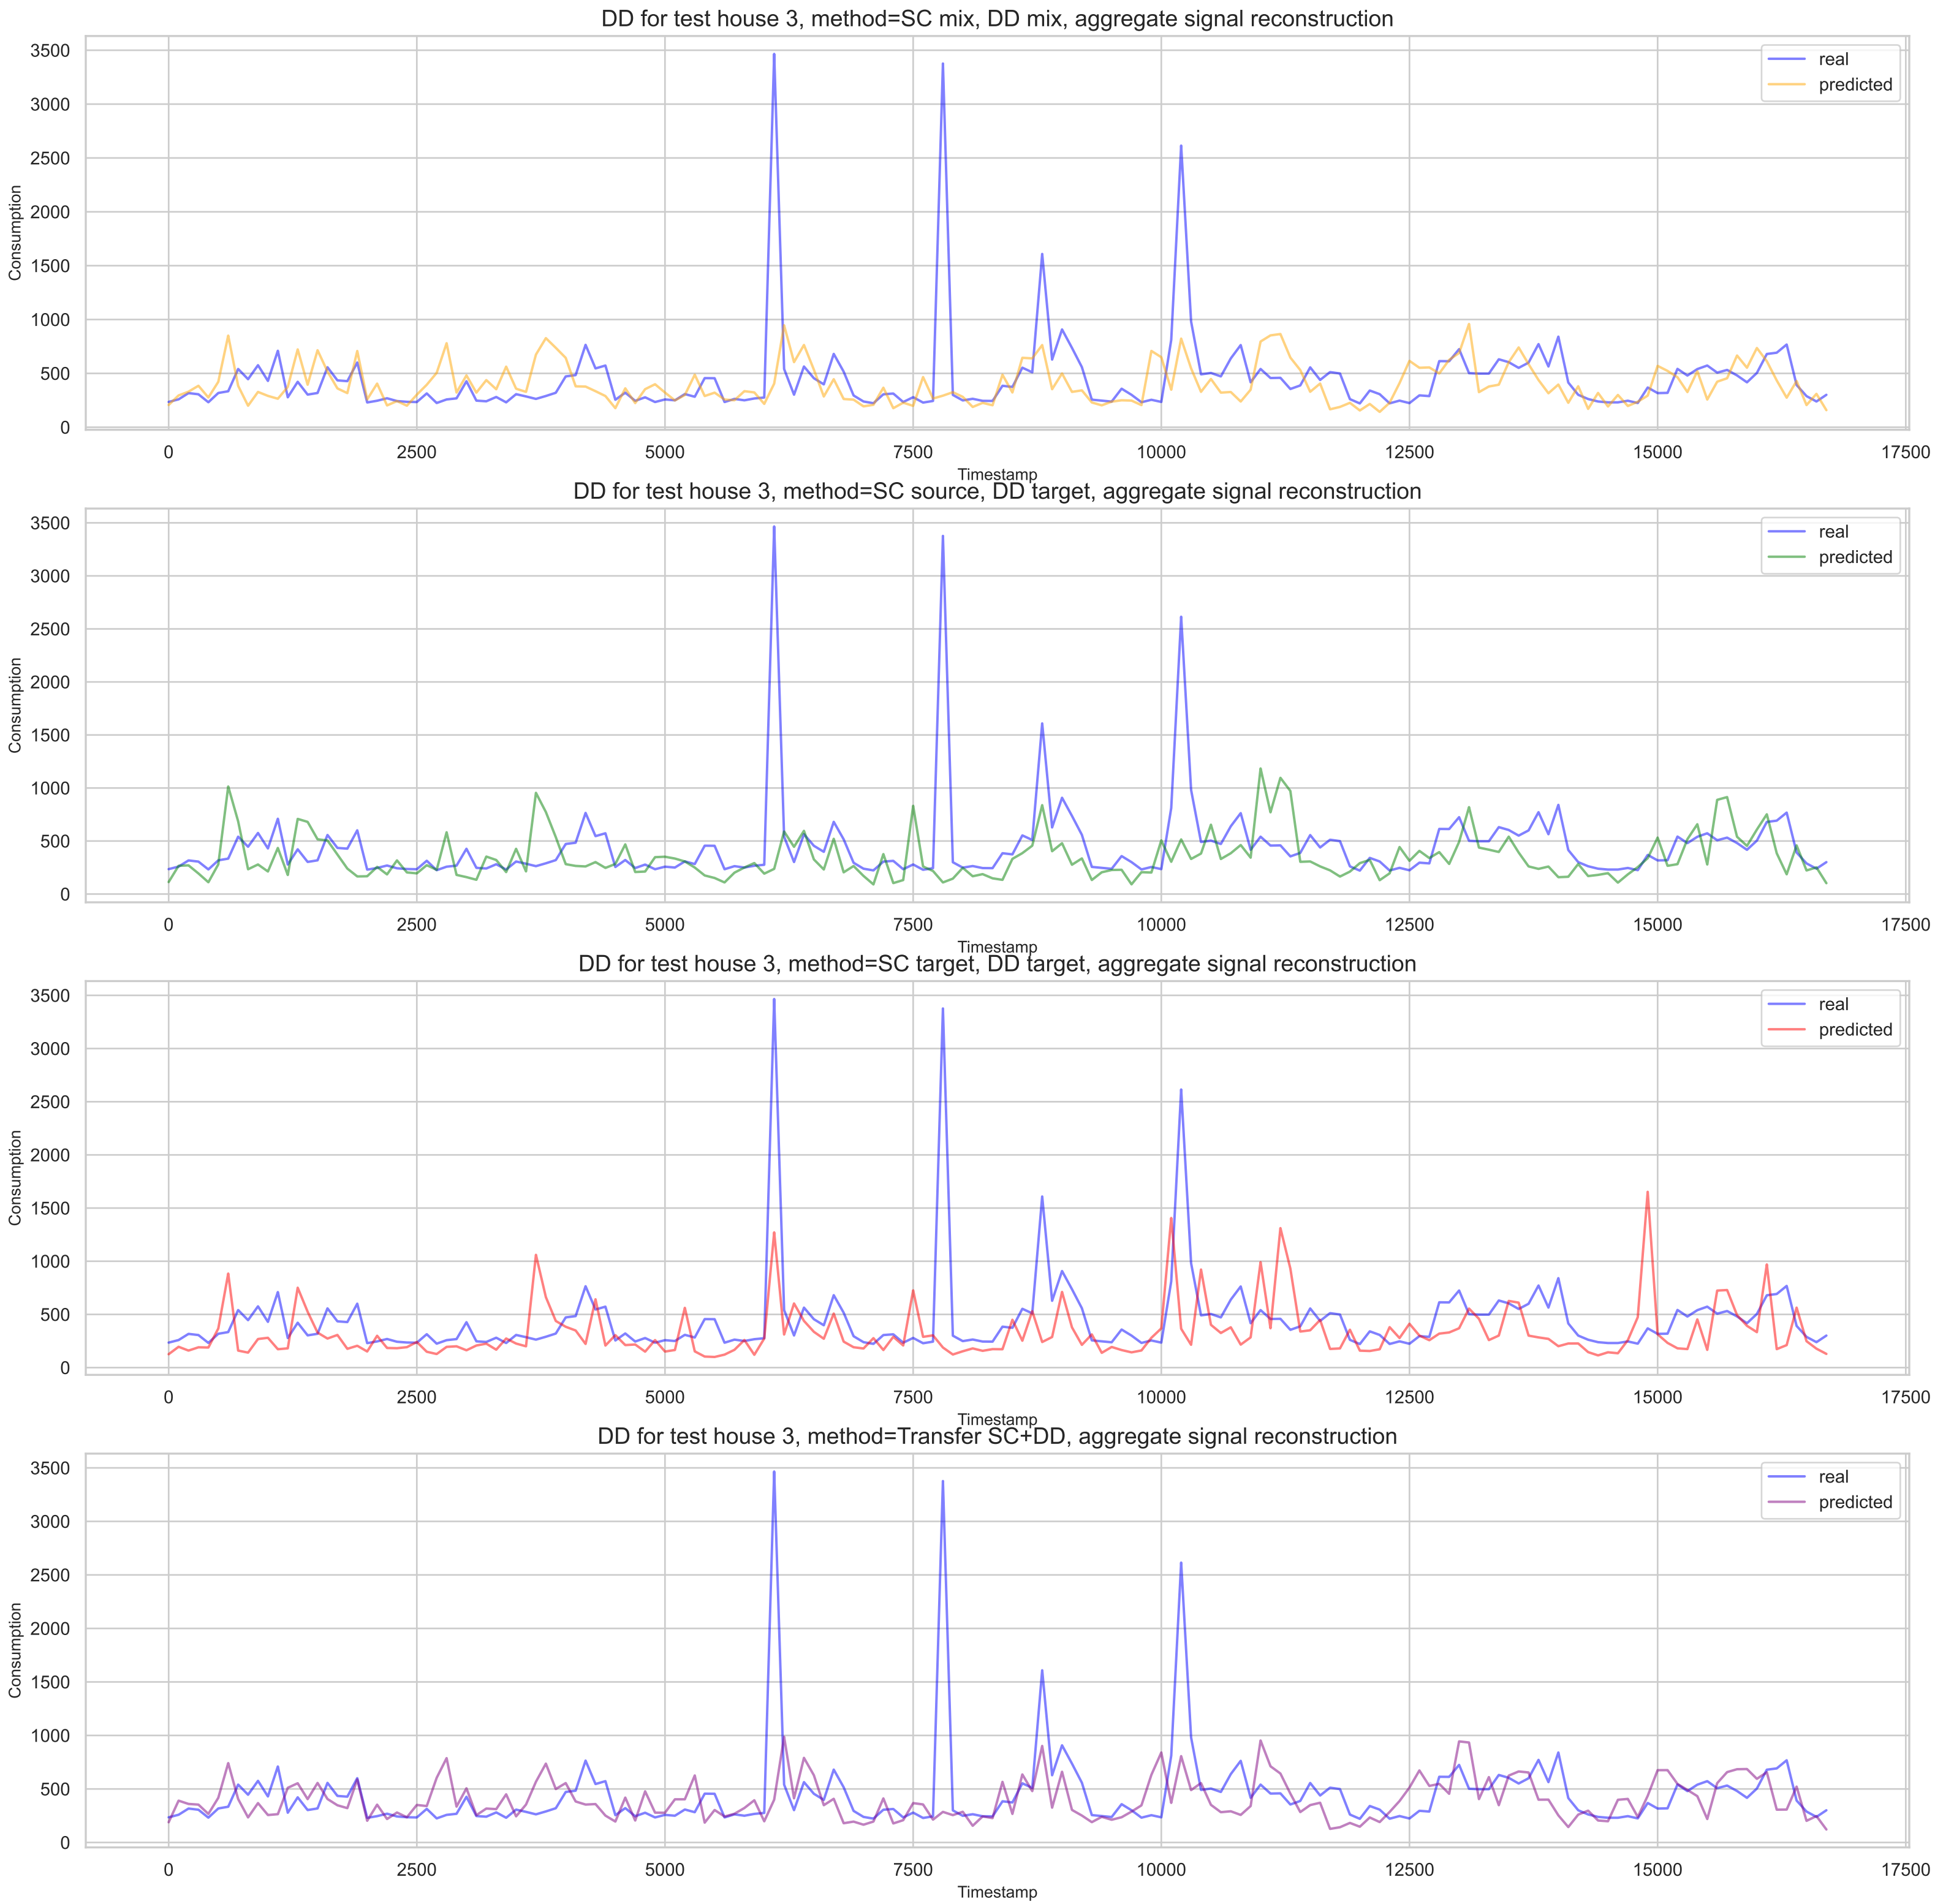 DD for test house 3, method=SC mix, DD mix, aggregate signal reconstruction
3500
3000
2500
2000
1500
1000
500
0
Consumption
real
predicted
0 2500 5000 7500 10000 12500 15000 17500
Timestamp
DD for test house 3, method=SC source, DD target, aggregate signal reconstruction
3500
3000
2500
2000
1500
1000
500
0
Consumption
real
predicted
0 2500 5000 7500 10000 12500 15000 17500
Timestamp
DD for test house 3, method=SC target, DD target, aggregate signal reconstruction
3500
3000
2500
2000
1500
1000
500
0
Consumption
real
predicted
0 2500 5000 7500 10000 12500 15000 17500
Timestamp
DD for test house 3, method=Transfer SC+DD, aggregate signal reconstruction
3500
3000
2500
2000
1500
1000
500
0
Consumption
real
predicted
0 2500 5000 7500 10000 12500 15000 17500
Timestamp